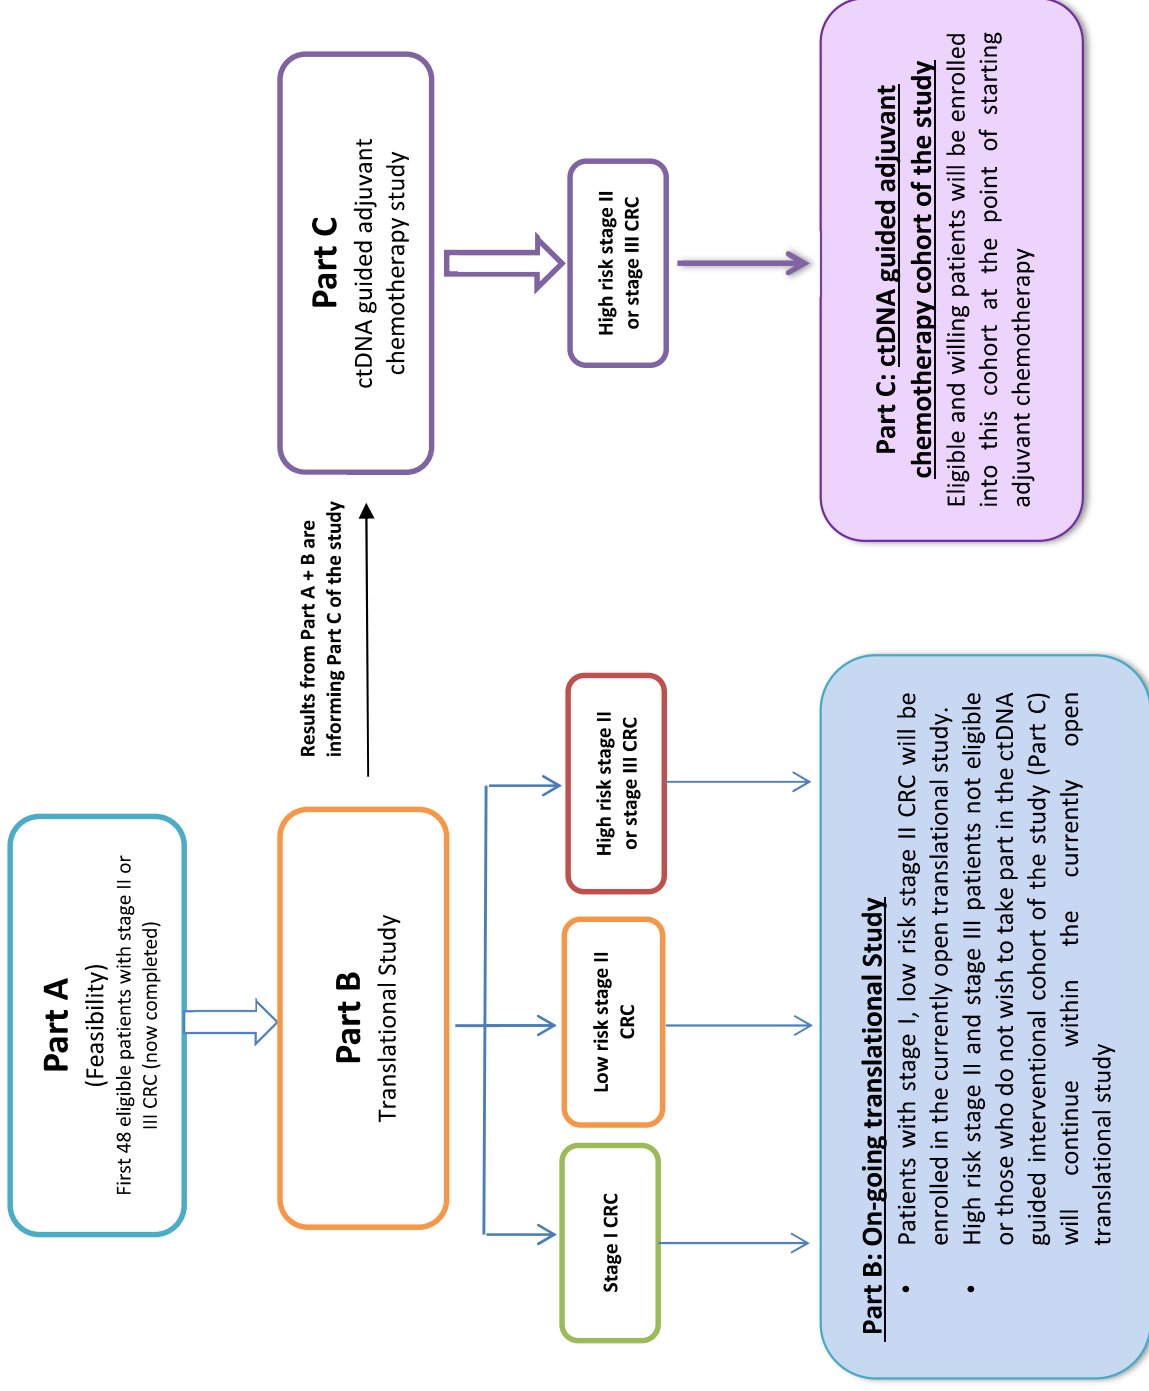 Part A
(Feasibility)
First 48 eligible patients with stage II or
III CRC (now completed)
Part B
Translational Study
Results from Part A + B are
informing Part C of the study
Part C
ctDNA guided adjuvant
chemotherapy study
Stage I CRC
Low risk stage II
CRC
High risk stage II
or stage III CRC
High risk stage II
or stage III CRC
Part B: On-going translational Study
• Patients with stage I, low risk stage II CRC will be
enrolled in the currently open translational study.
• High risk stage II and stage III patients not eligible
or those who do not wish to take part in the ctDNA
guided interventional cohort of the study (Part C)
will continue within the currently open
translational study
Part C: ctDNA guided adjuvant
chemotherapy cohort of the study
Eligible and willing patients will be enrolled
into this cohort at the point of starting
adjuvant chemotherapy